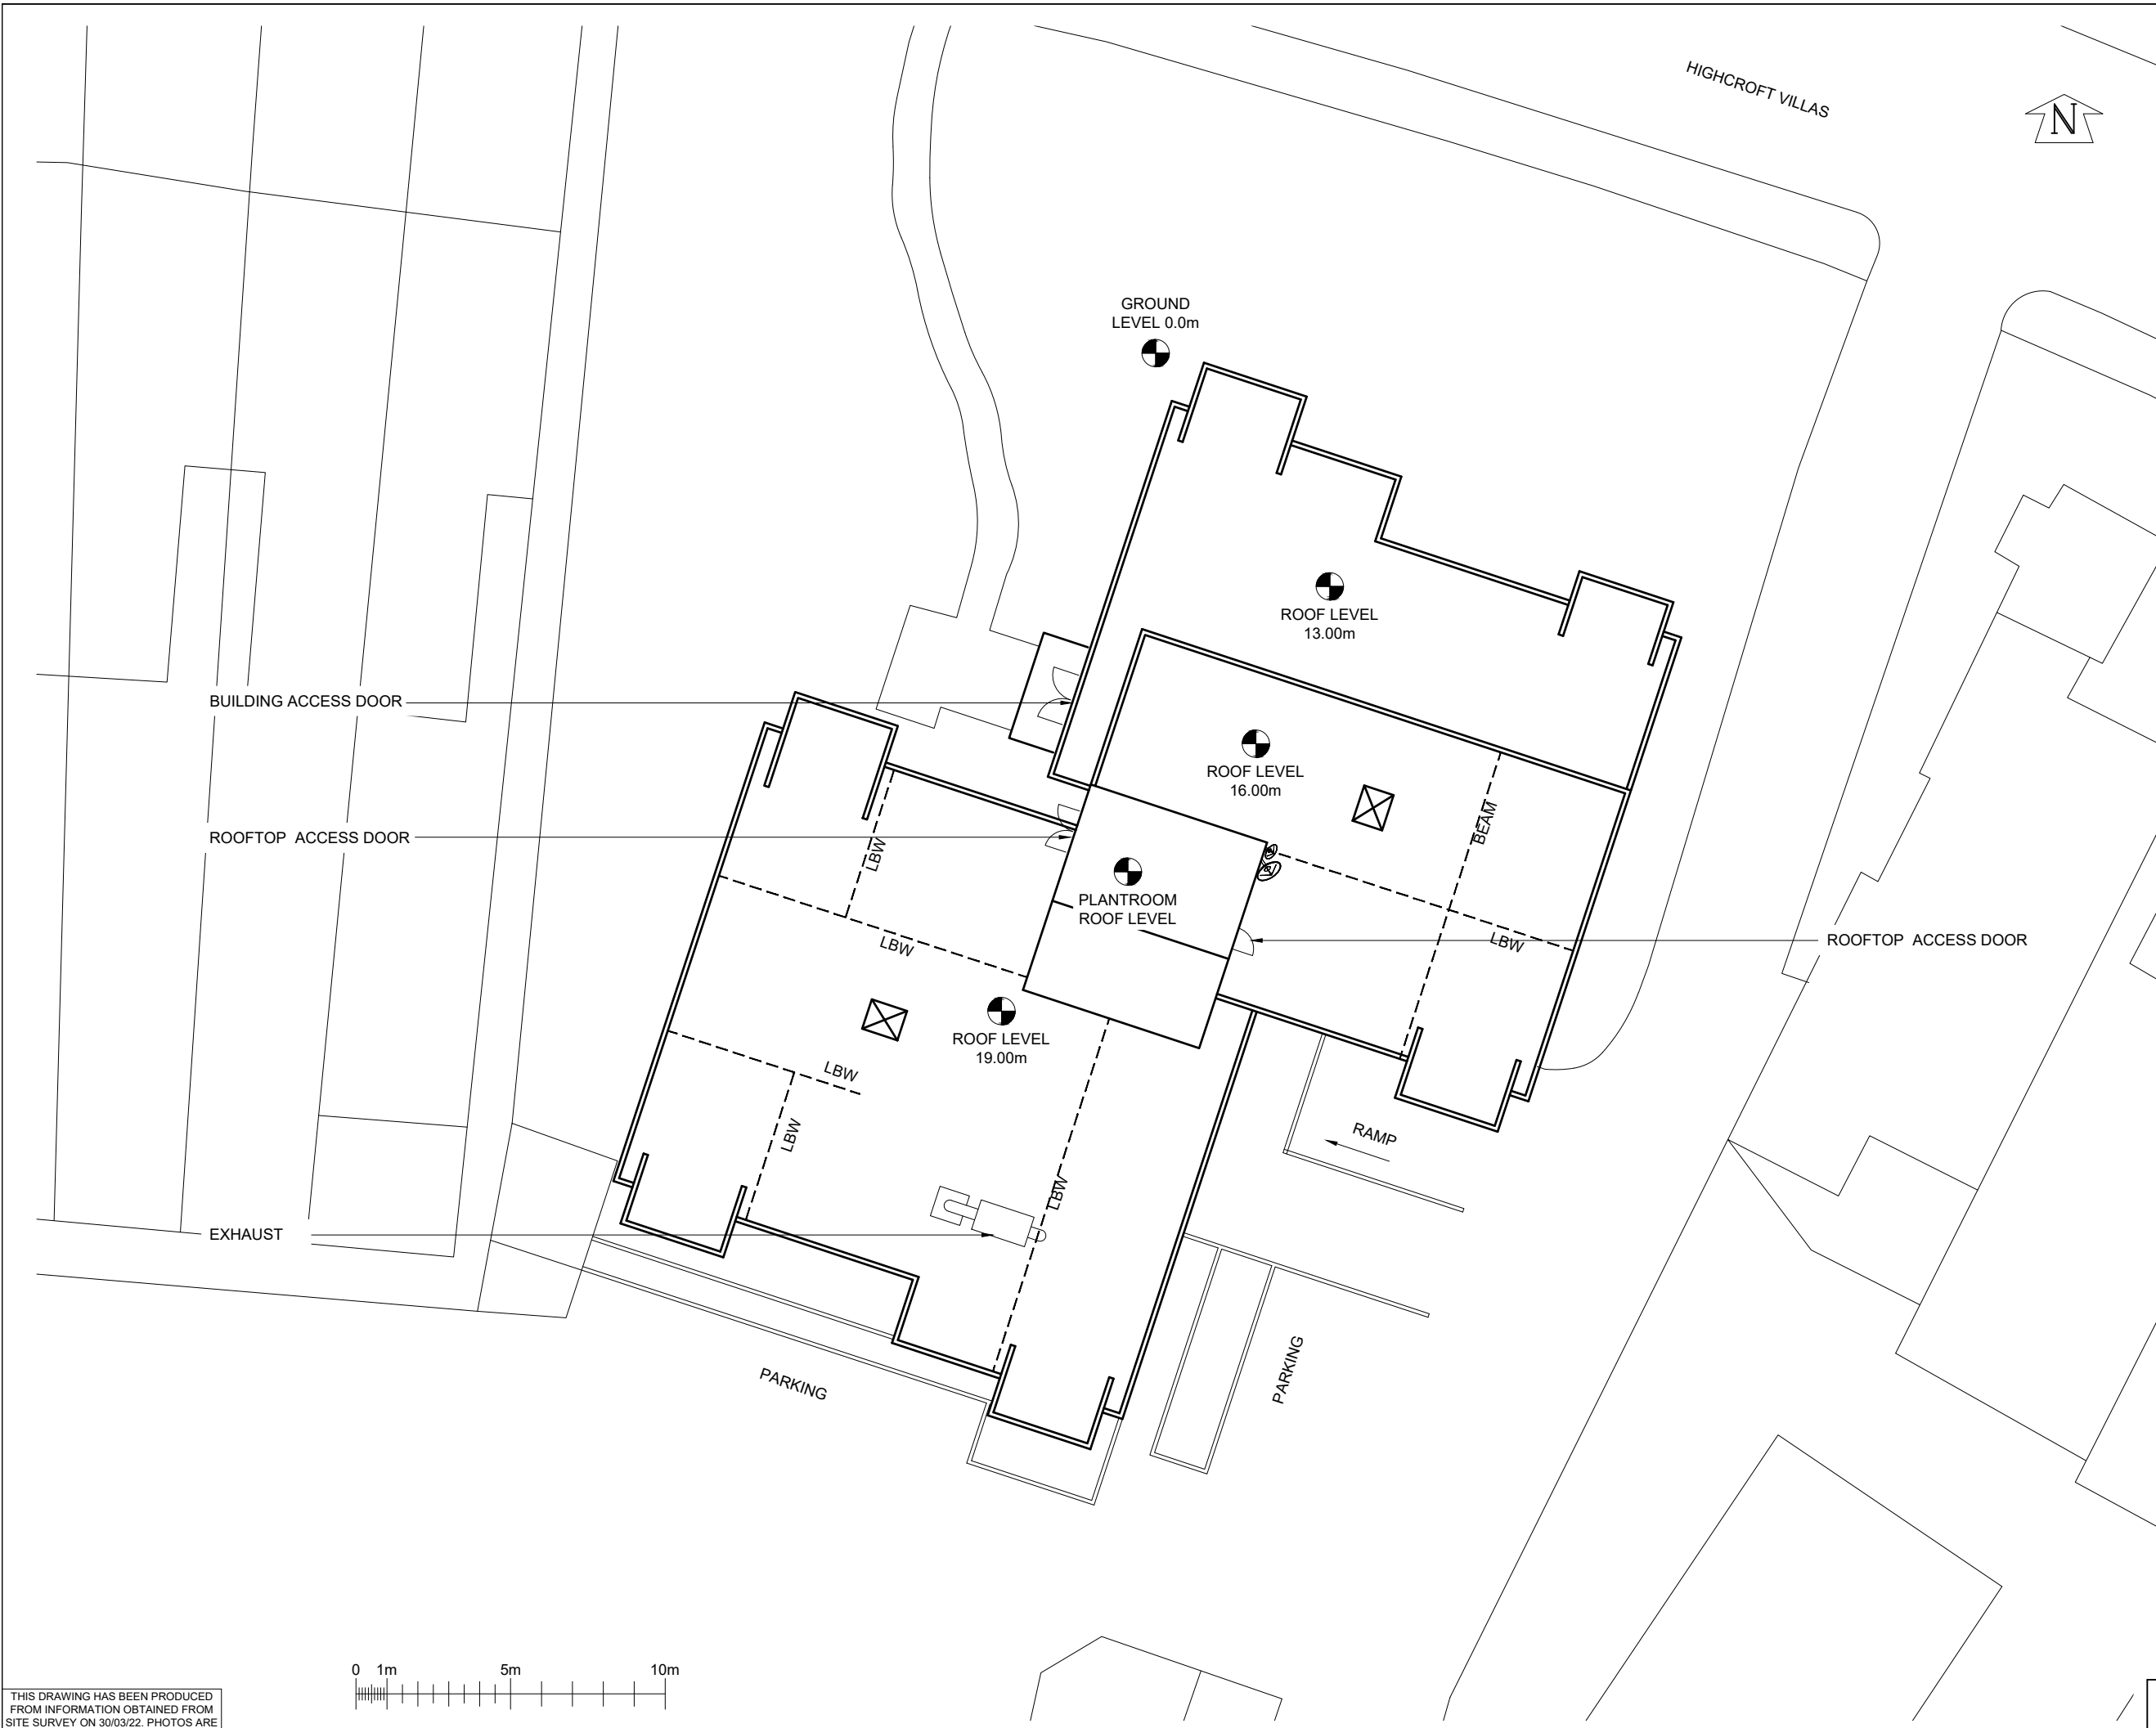 HIGHCROFT VILLAS
N
GROUND
LEVEL 0.0m
ROOF LEVEL
13.00m
BUILDING ACCESS DOOR
ROOF LEVEL
16.00m
BEAM
ROOFTOP  ACCESS DOOR
LBW
PLANTROOM
ROOF LEVEL
LBW
LBW
ROOFTOP  ACCESS DOOR
ROOF LEVEL
19.00m
LBW
LBW
RAMP
LBW
EXHAUST
PARKING
PARKING
0 1m 5m 10m
THIS DRAWING HAS BEEN PRODUCED
FROM INFORMATION OBTAINED FROM
SITE SURVEY ON 30/03/22. PHOTOS ARE